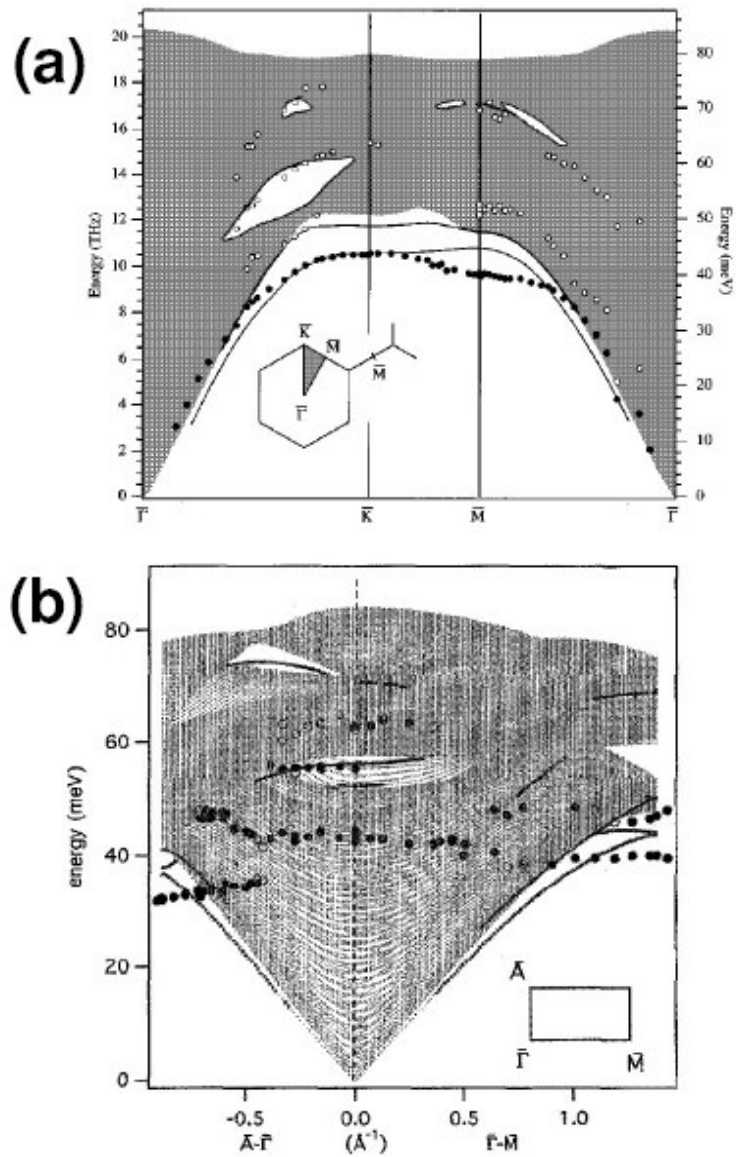 (a)
20
18
16
14
12
10
8
6
4
2
0
Energy (THz)
80
70
60
50
40
30
20
10
0
Energy (meV)
K̄
M̄
Γ̄
M̄
Γ̄
K̄
M̄
Γ̄
(b)
80
60
40
20
0
energy (meV)
Ā
Γ̄
M̄
-0.5
0.0
0.5
1.0
Ā-Γ̄
(Å⁻¹)
Γ̄-M̄